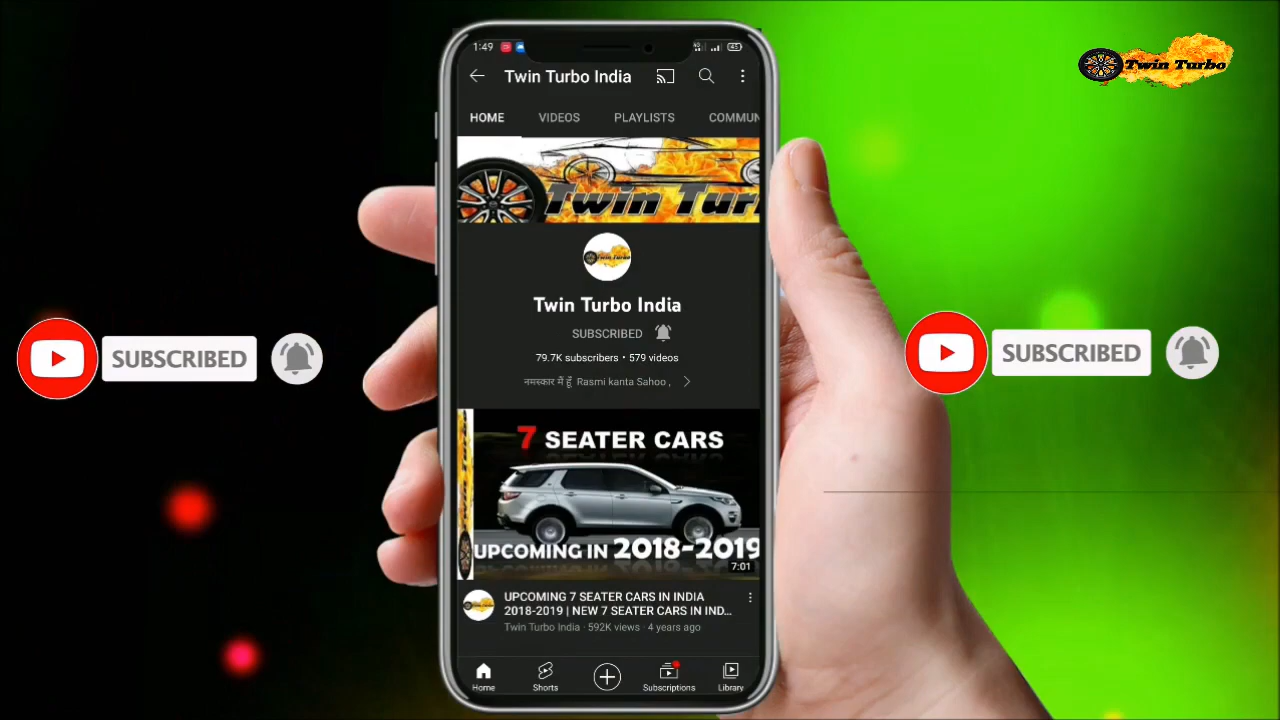 1:49
45
Twin Turbo India
HOME VIDEOS PLAYLISTS COMMUN
Twin Tur
Twin Turbo
Twin Turbo India
SUBSCRIBED
79.7K subscribers • 579 videos
नमस्कार मैं हूँ Rasmi kanta Sahoo ,
7 SEATER CARS
UPCOMING IN 2018-2019
7:01
UPCOMING 7 SEATER CARS IN INDIA
2018-2019 | NEW 7 SEATER CARS IN IND...
Twin Turbo India · 592K views · 4 years ago
Home Shorts Subscriptions Library
SUBSCRIBED
SUBSCRIBED
Twin Turbo